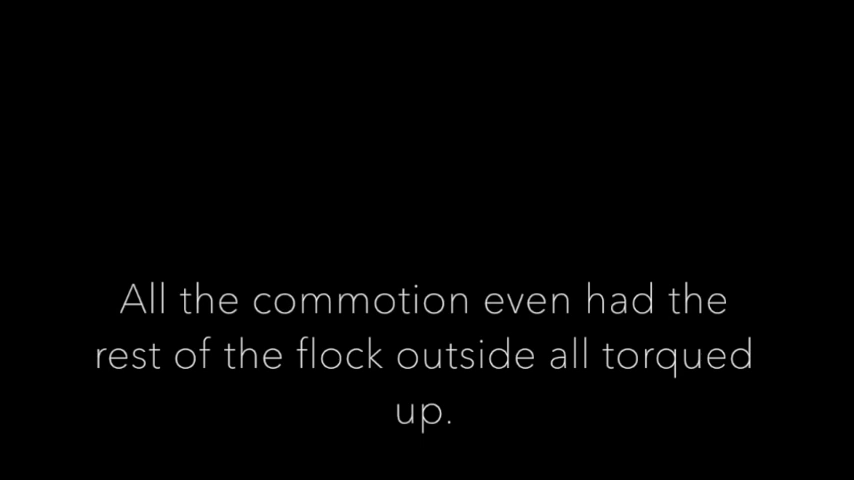 All the commotion even had the
rest of the flock outside all torqued
up.